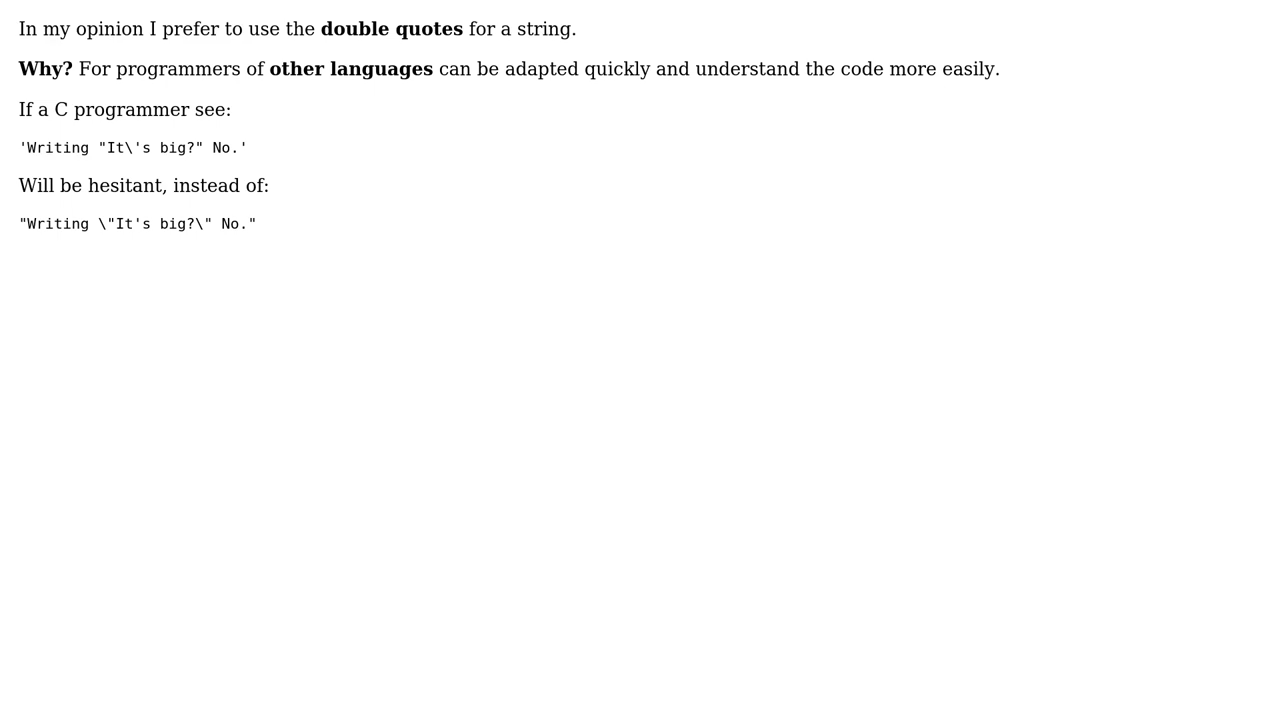 In my opinion I prefer to use the double quotes for a string.
Why? For programmers of other languages can be adapted quickly and understand the code more easily.
If a C programmer see:
'Writing "It\'s big?" No.'
Will be hesitant, instead of:
"Writing \"It's big?\" No."